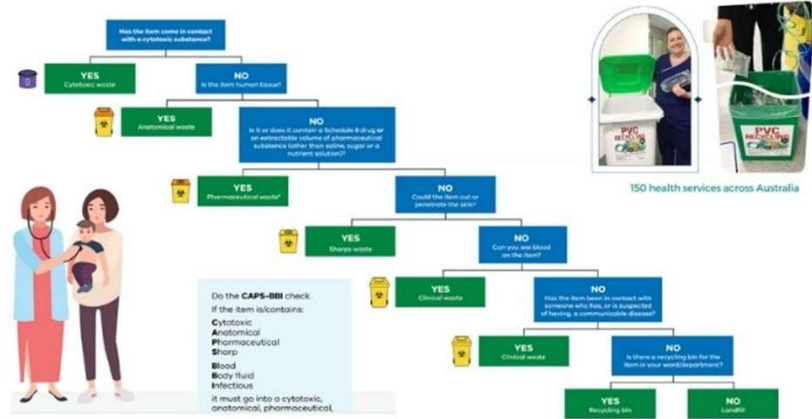 Has the item come in contact
with a cytotoxic substance?
YES
Cytotoxic waste
NO
Is the item human tissue?
YES
Anatomical waste
NO
Is it or does it contain a Schedule 8 drug or
an extractable volume of pharmaceutical
substance (other than saline, sugar or a
nutrient solution)?
YES
Pharmaceutical waste*
NO
Could the item cut or
penetrate the skin?
YES
Sharps waste
NO
Can you see blood
on the item?
YES
Clinical waste
NO
Has the item been in contact with
someone who has, or is suspected
of having, a communicable disease?
YES
Clinical waste
NO
Is there a recycling bin for the
item in your ward/department?
YES
Recycling bin
NO
Landfill
Do the CAPS-BBI check.
If the item is/contains:
Cytotoxic
Anatomical
Pharmaceutical
Sharp
Blood
Body fluid
Infectious
it must go into a cytotoxic,
anatomical, pharmaceutical,
PVC
RECYCLING
PVC
RECYCLING
150 health services across Australia